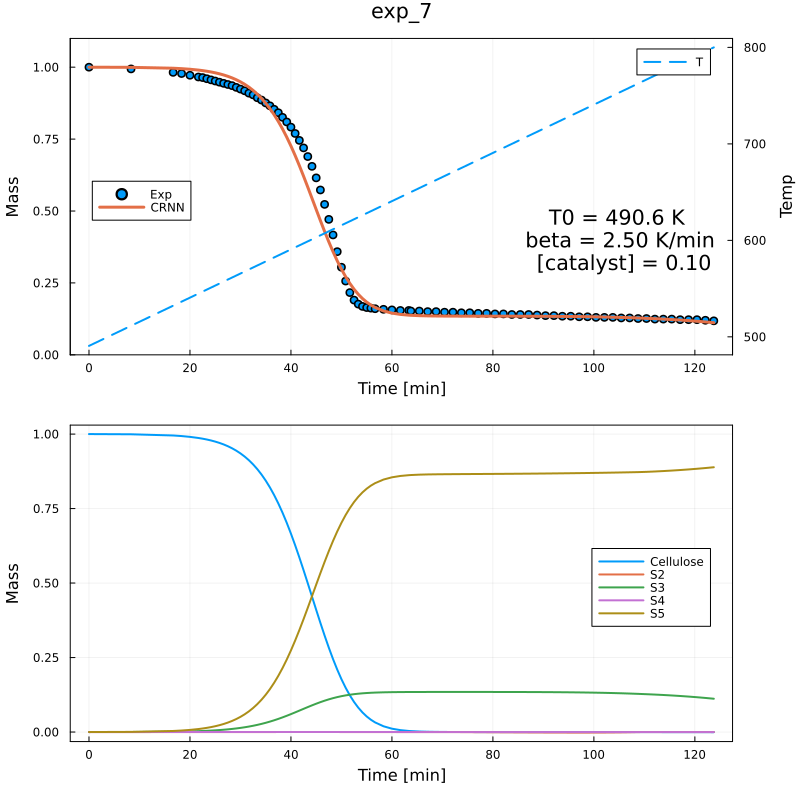 exp_7
1.00
0.75
0.50
0.25
0.00
Mass
0
20
40
60
80
100
120
Time [min]
800
700
600
500
Temp
T
Exp
CRNN
T0 = 490.6 K
beta = 2.50 K/min
[catalyst] = 0.10
1.00
0.75
0.50
0.25
0.00
Mass
0
20
40
60
80
100
120
Time [min]
Cellulose
S2
S3
S4
S5